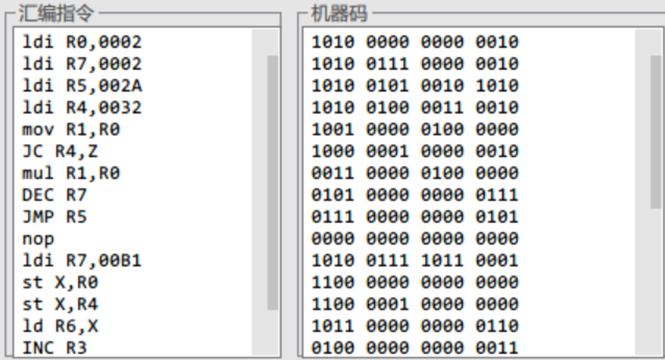 汇编指令
ldi R0,0002
ldi R7,0002
ldi R5,002A
ldi R4,0032
mov R1,R0
JC R4,Z
mul R1,R0
DEC R7
JMP R5
nop
ldi R7,00B1
st X,R0
st X,R4
ld R6,X
INC R3
机器码
1010 0000 0000 0010
1010 0111 0000 0010
1010 0101 0010 1010
1010 0100 0011 0010
1001 0000 0100 0000
1000 0001 0000 0010
0011 0000 0100 0000
0101 0000 0000 0111
0111 0000 0000 0101
0000 0000 0000 0000
1010 0111 1011 0001
1100 0000 0000 0000
1100 0001 0000 0000
1011 0000 0000 0110
0100 0000 0000 0011